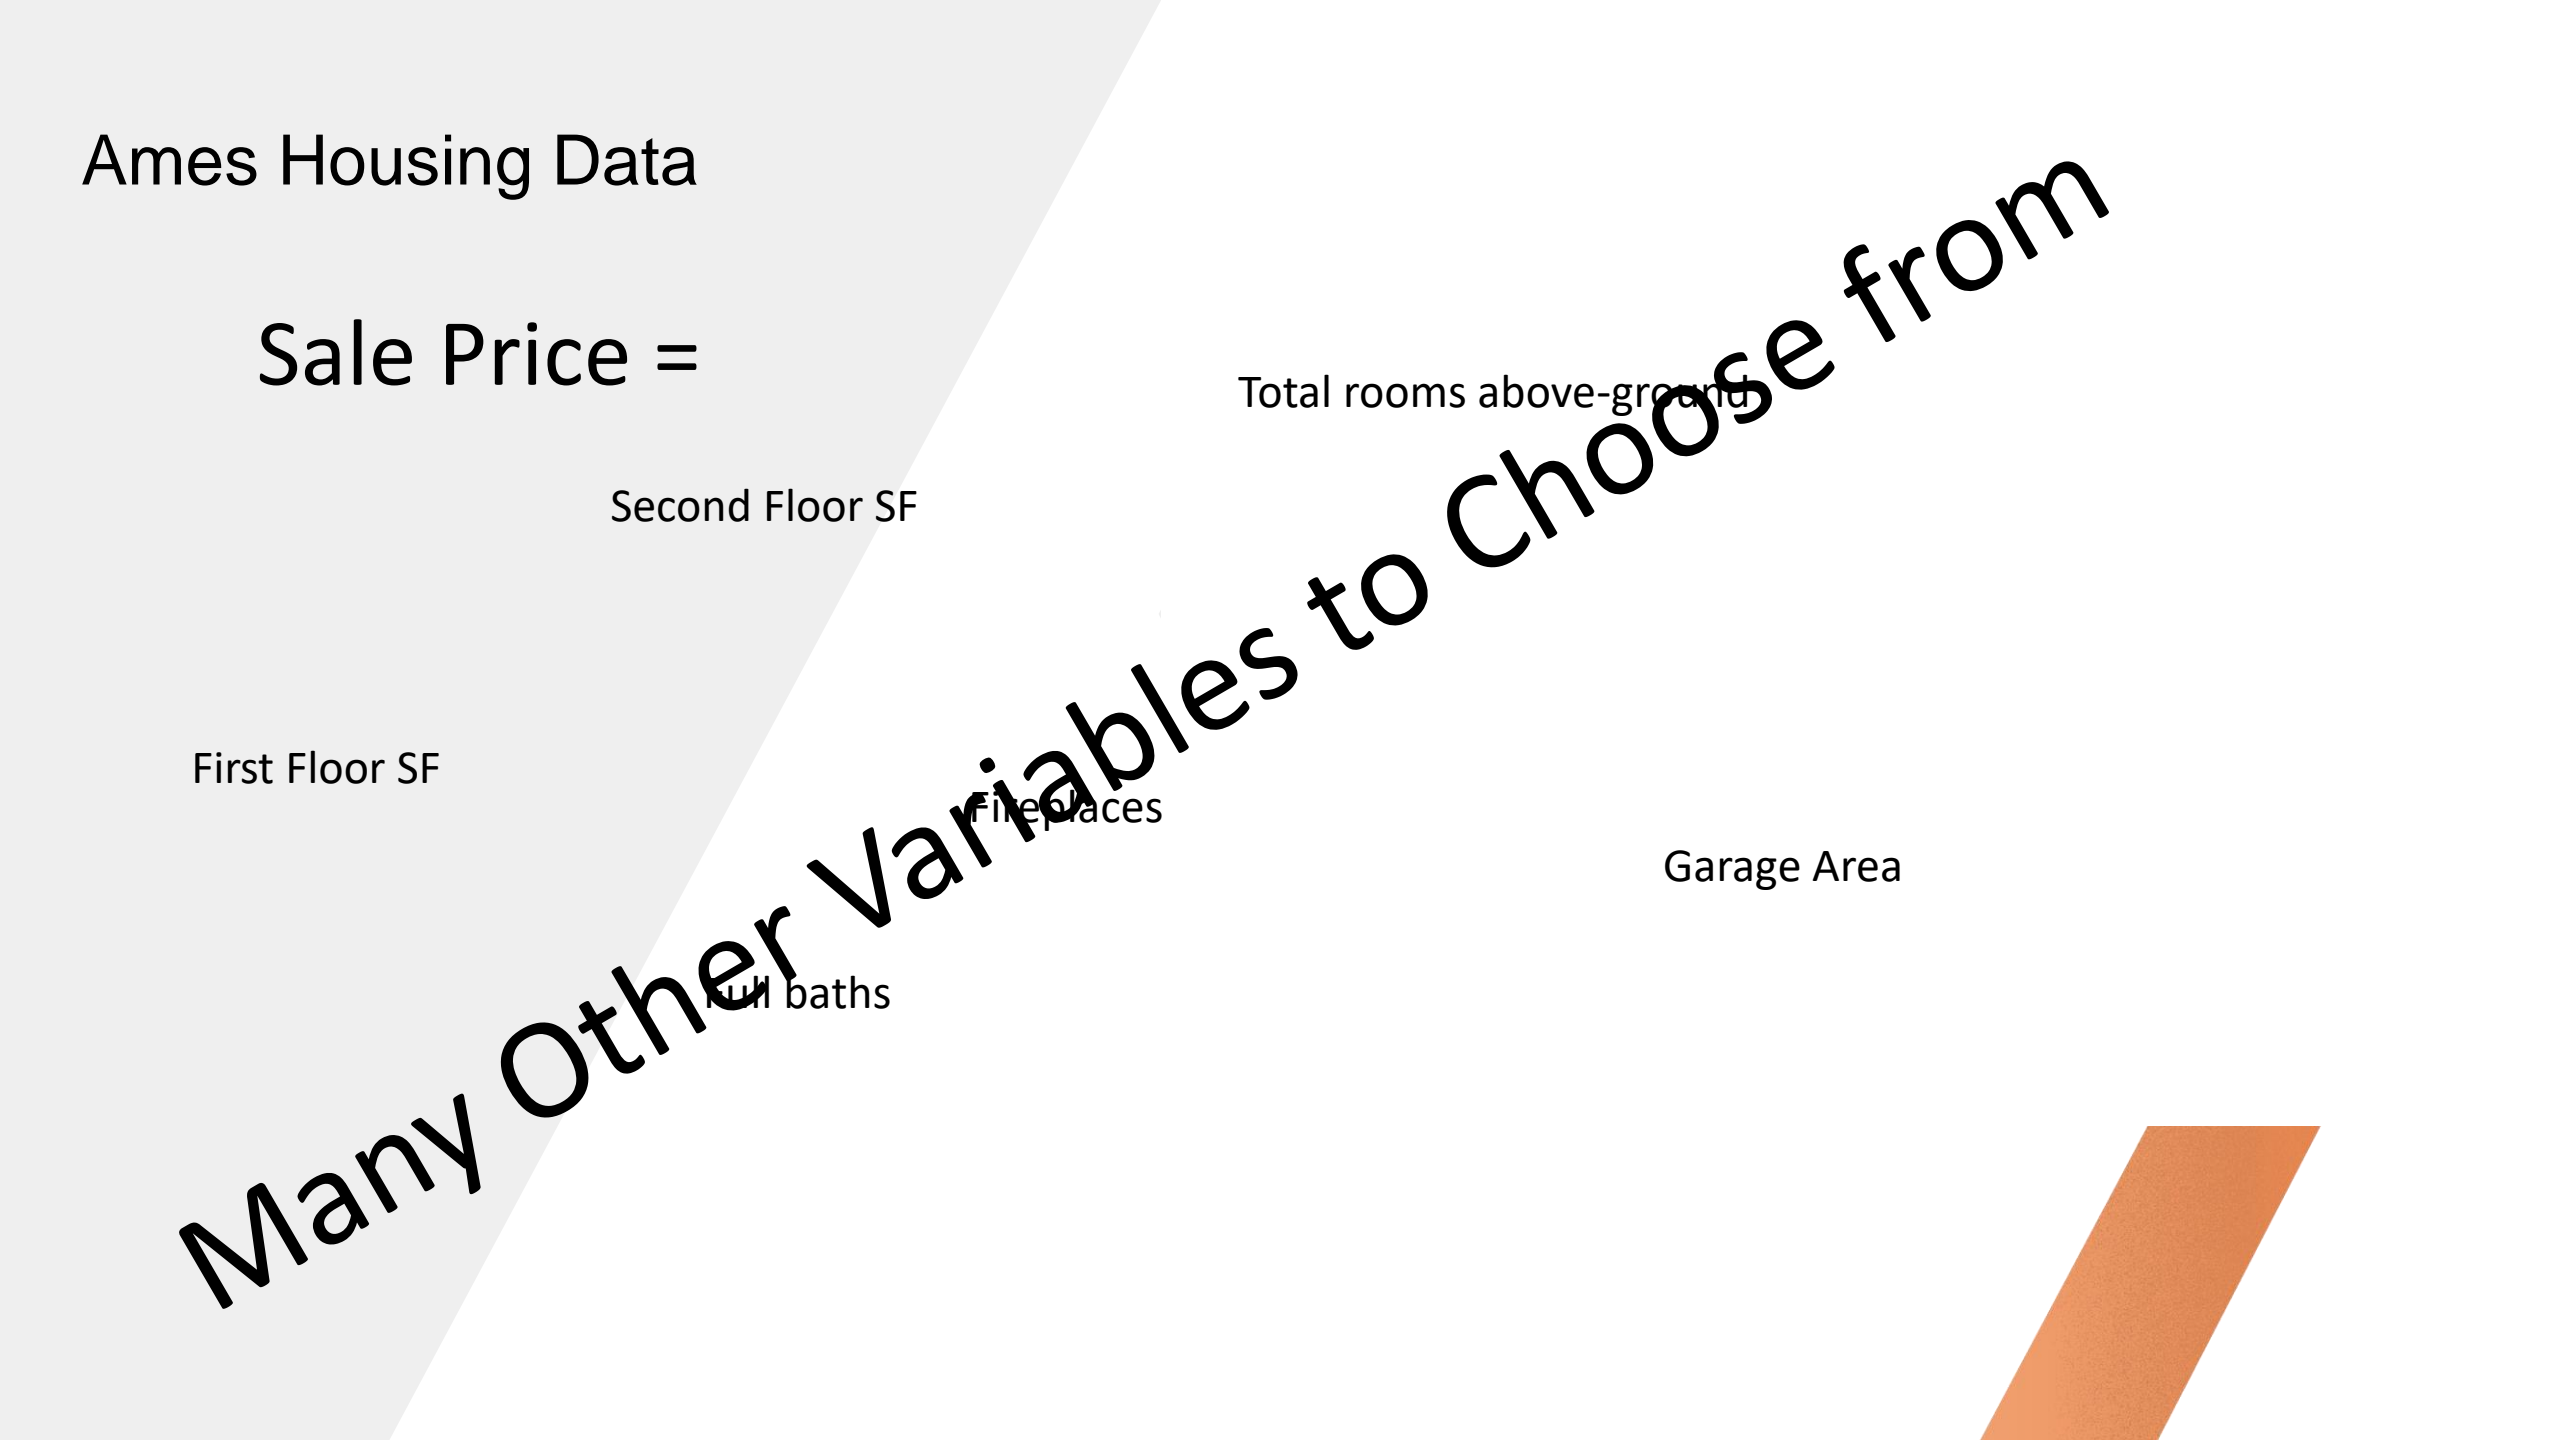 Ames Housing Data
Sale Price =
Total rooms above-ground
Second Floor SF
First Floor SF
Fireplaces
Garage Area
Full baths
Many Other Variables to Choose from